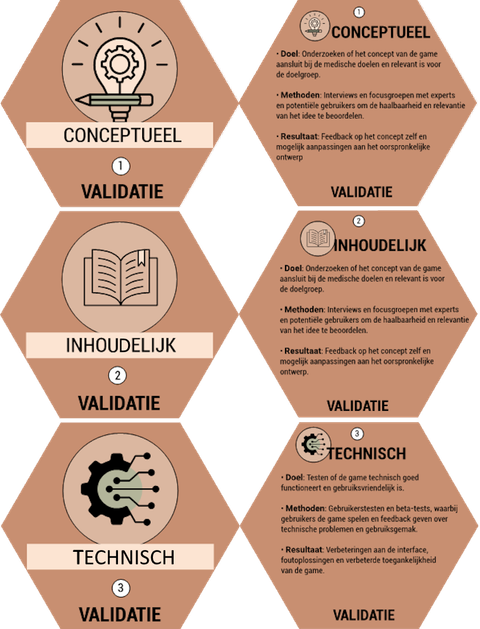 CONCEPTUEEL
1
VALIDATIE
1
CONCEPTUEEL
• Doel: Onderzoeken of het concept van de game
aansluit bij de medische doelen en relevant is voor
de doelgroep.
• Methoden: Interviews en focusgroepen met experts
en potentiële gebruikers om de haalbaarheid en relevantie
van het idee te beoordelen.
• Resultaat: Feedback op het concept zelf en
mogelijk aanpassingen aan het oorspronkelijke
ontwerp
VALIDATIE
INHOUDELIJK
2
VALIDATIE
2
INHOUDELIJK
• Doel: Onderzoeken of het concept van de game
aansluit bij de medische doelen en relevant is voor
de doelgroep.
• Methoden: Interviews en focusgroepen met experts
en potentiële gebruikers om de haalbaarheid en relevantie
van het idee te beoordelen.
• Resultaat: Feedback op het concept zelf en
mogelijk aanpassingen aan het oorspronkelijke
ontwerp.
VALIDATIE
TECHNISCH
3
VALIDATIE
3
TECHNISCH
• Doel: Testen of de game technisch goed
functioneert en gebruiksvriendelijk is.
• Methoden: Gebruikerstesten en beta-tests, waarbij
gebruikers de game spelen en feedback geven over
technische problemen en gebruiksgemak.
• Resultaat: Verbeteringen aan de interface,
foutoplossingen en verbeterde toegankelijkheid
van de game.
VALIDATIE